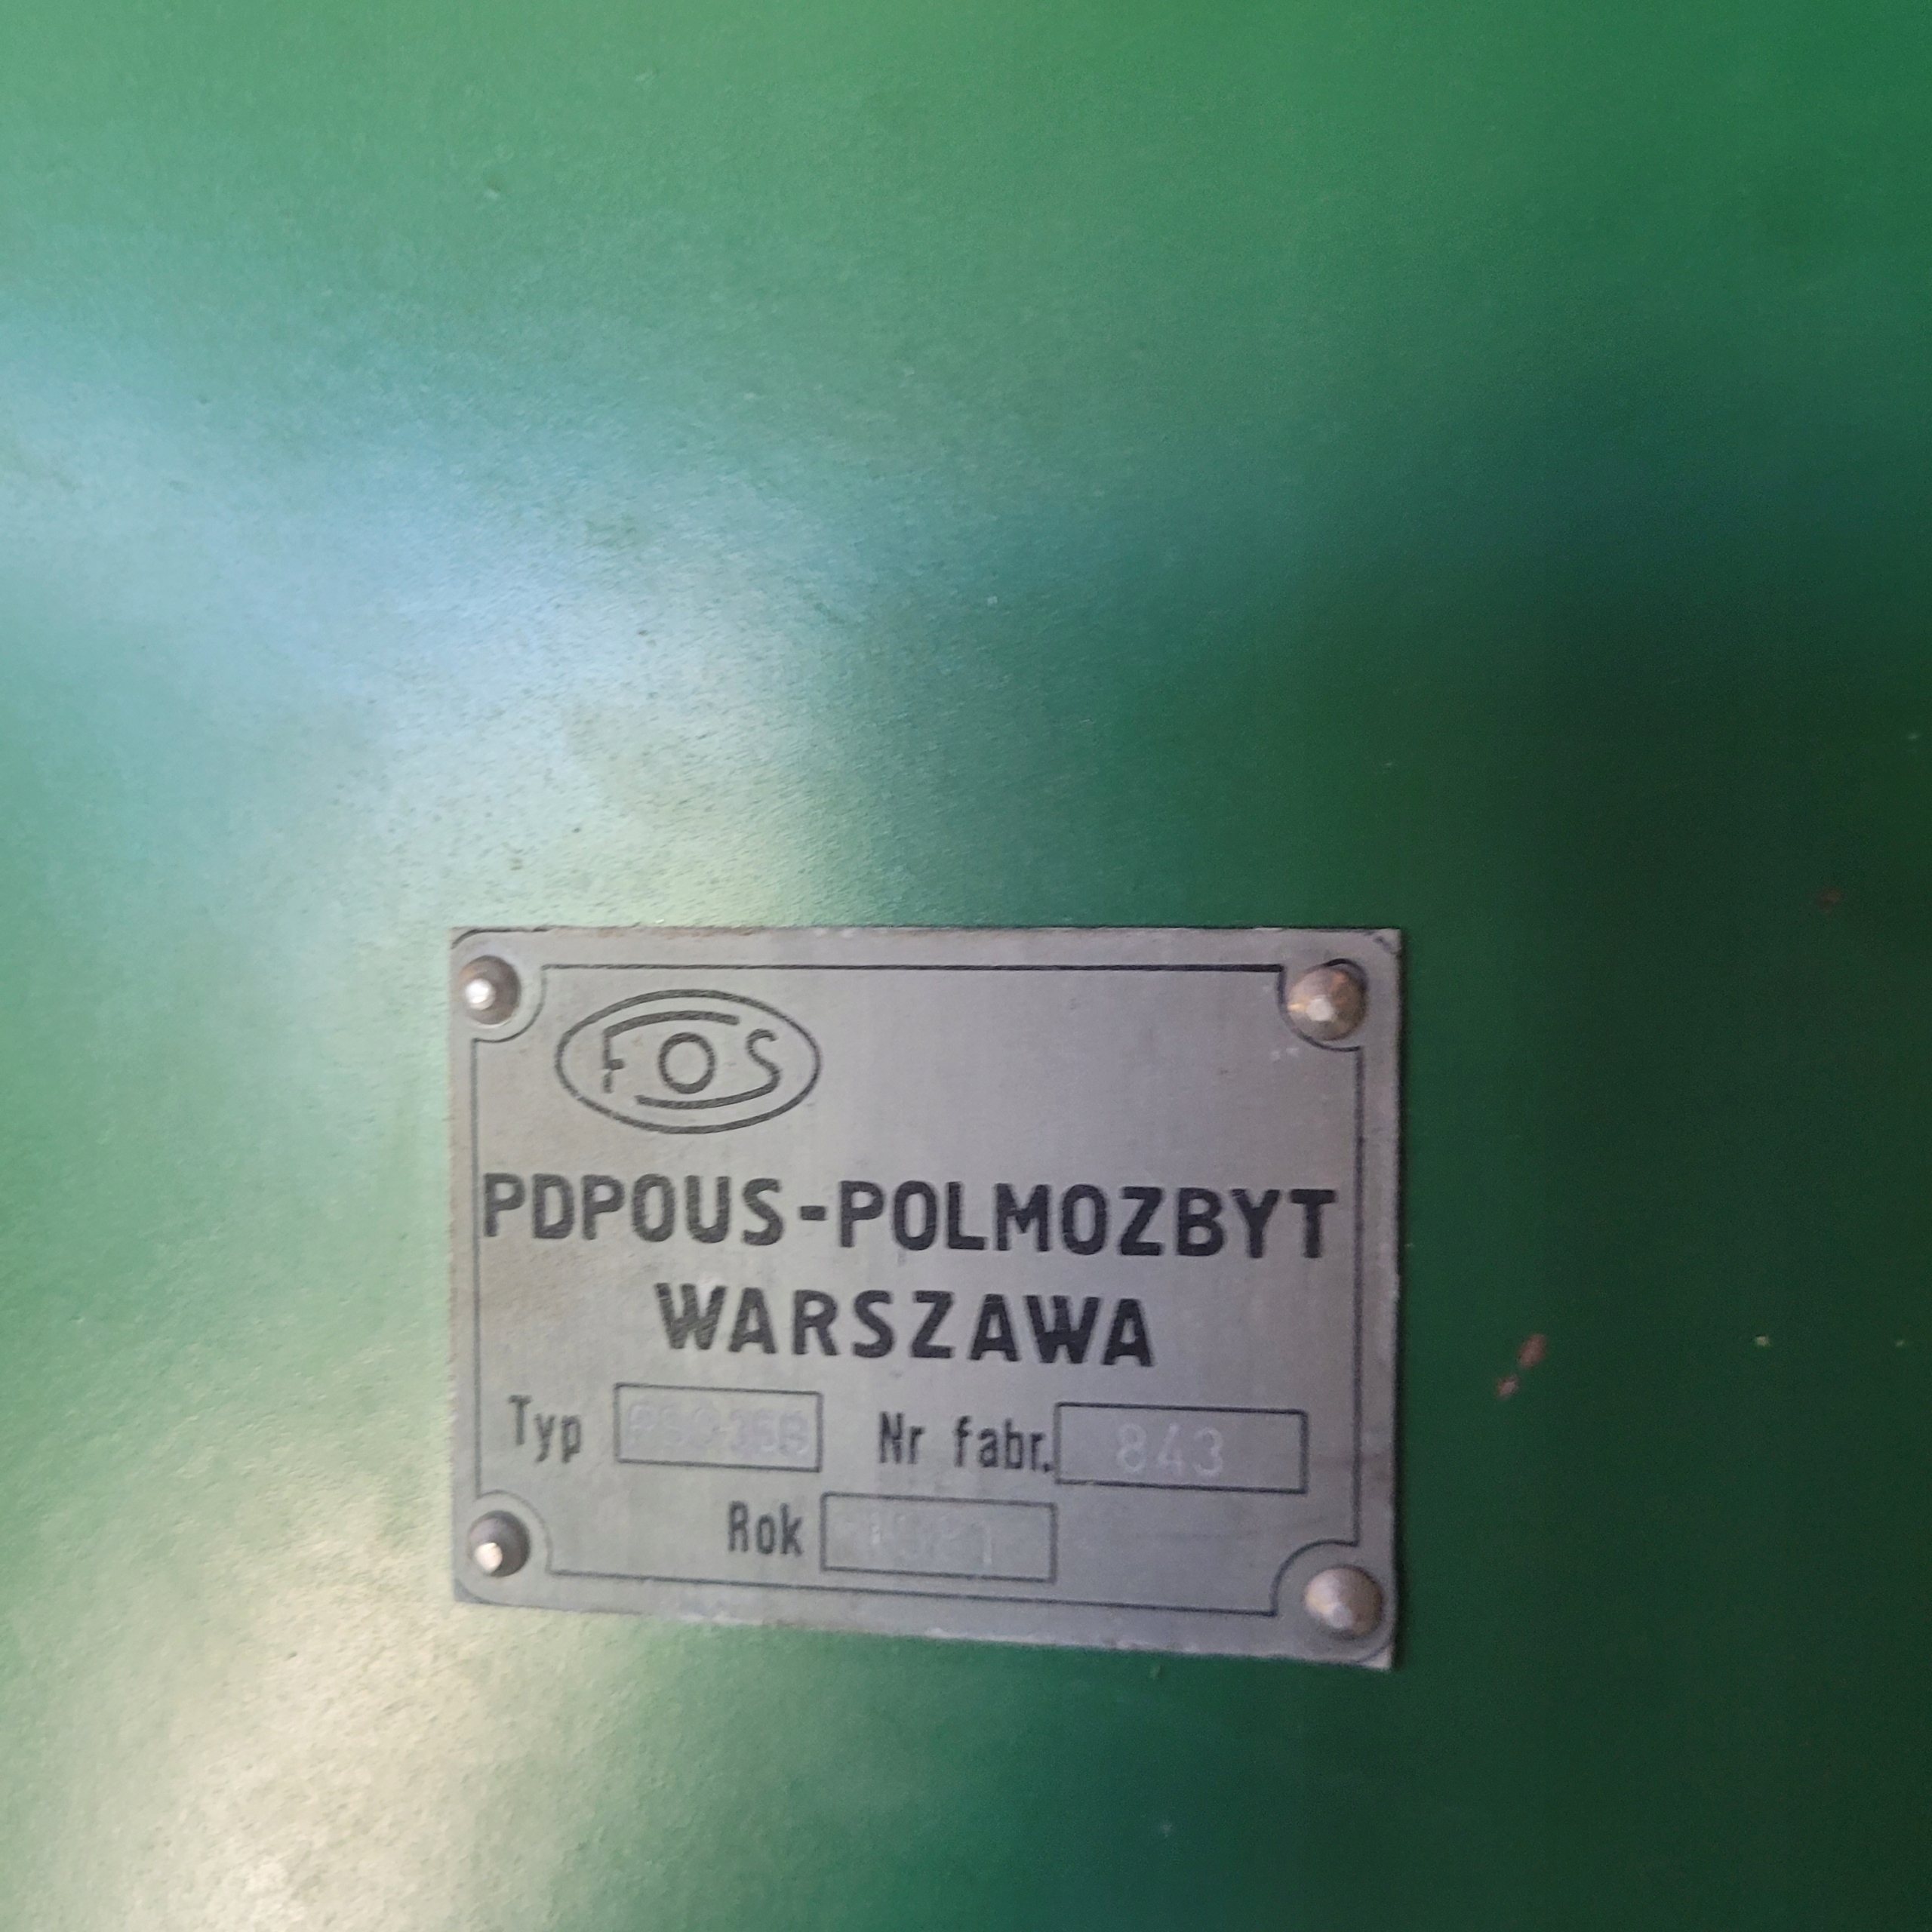 FOS
PDPOUS-POLMOZBYT
WARSZAWA
Typ Nr fabr. 843
Rok